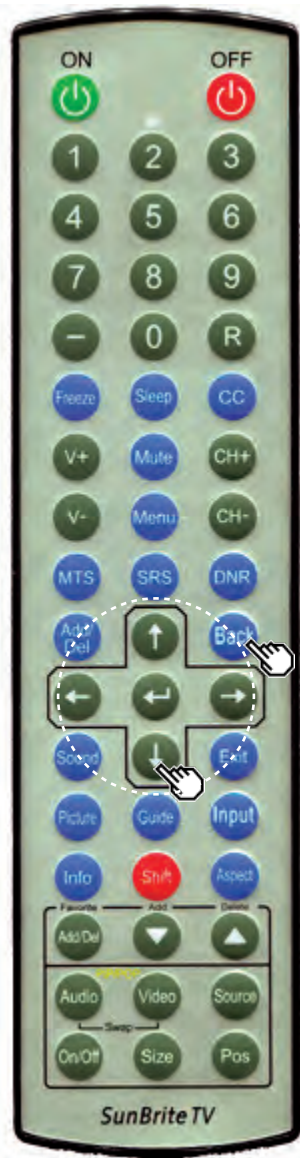 ON OFF
1 2 3
4 5 6
7 8 9
− 0 R
Freeze Sleep CC
V+ Mute CH+
V- Menu CH-
MTS SRS DNR
Add/ Back
Del
Sound Exit
Picture Guide Input
Info Shift Aspect
Favorite Add Delete
Add/Del
Audio Video Source
Swap
On/Off Size Pos
SunBriteTV